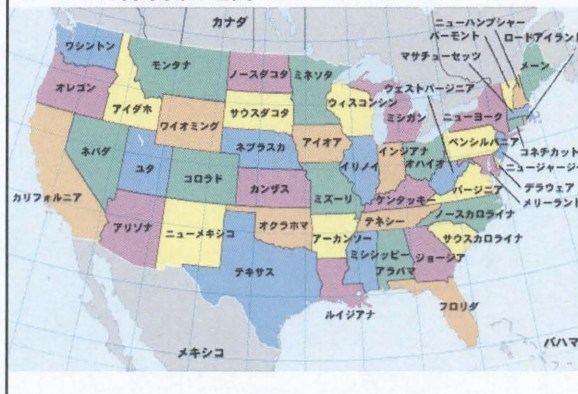 カナダ
ニューハンプシャー
バーモント
ロードアイランド
ワシントン
マサチューセッツ
メーン
モンタナ
ノースダコタ
ミネソタ
オレゴン
ウェストバージニア
アイダホ
サウスダコタ
ウィスコンシン
ミシガン
ニューヨーク
ワイオミング
アイオア
ペンシルバニア
コネチカット
ネバダ
ユタ
ネブラスカ
イリノイ
インジアナ
オハイオ
ニュージャージー
コロラド
カンザス
ミズーリ
バージニア
デラウェア
カリフォルニア
ケンタッキー
メリーランド
アリゾナ
ニューメキシコ
オクラホマ
アーカンソー
テネシー
ノースカロライナ
サウスカロライナ
ミシシッピー
ジョージア
テキサス
アラバマ
ルイジアナ
フロリダ
メキシコ
バハマ